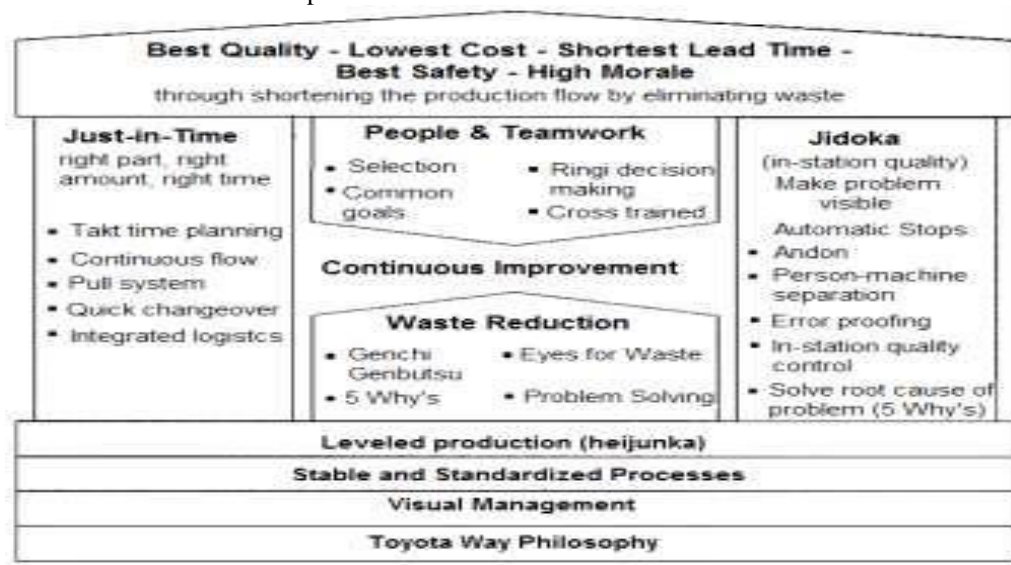 Best Quality - Lowest Cost - Shortest Lead Time -
Best Safety - High Morale
through shortening the production flow by eliminating waste
Just-in-Time
right part, right
amount, right time
• Takt time planning
• Continuous flow
• Pull system
• Quick changeover
• Integrated logistcs
People & Teamwork
• Selection
• Common
goals
• Ringi decision
making
• Cross trained
Continuous Improvement
Waste Reduction
• Genchi
Genbutsu
• 5 Why's
• Eyes for Waste
• Problem Solving
Jidoka
(in-station quality)
Make problem
visible
Automatic Stops
• Andon
• Person-machine
separation
• Error proofing
• In-station quality
control
• Solve root cause of
problem (5 Why's)
Leveled production (heijunka)
Stable and Standardized Processes
Visual Management
Toyota Way Philosophy